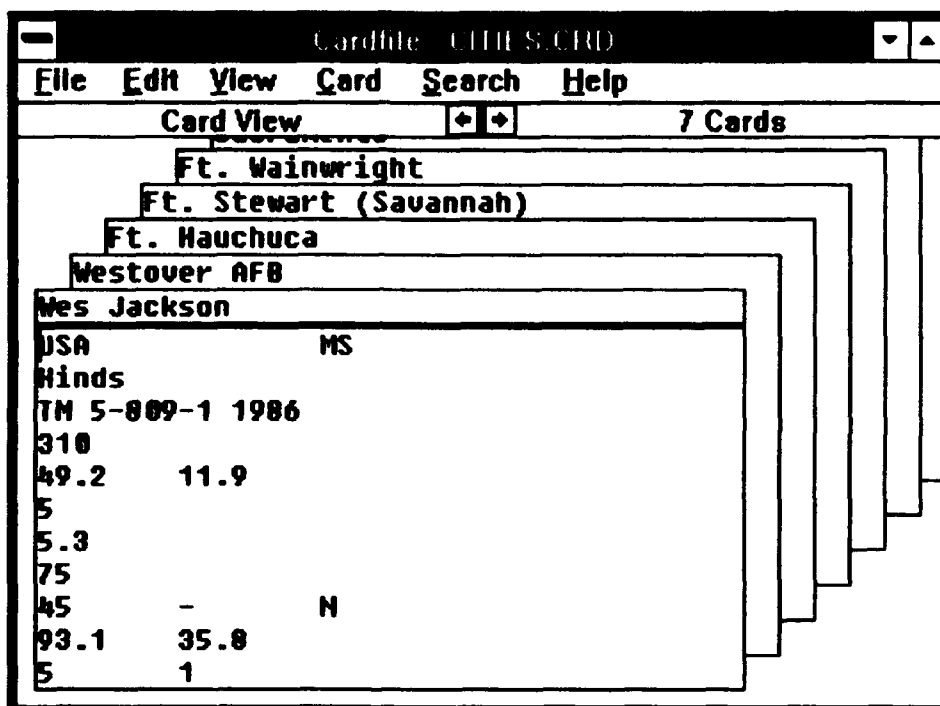 Cardfile - CITIES.CRD
File Edit View Card Search Help
Card View 7 Cards
Ft. Wainwright
Ft. Stewart (Savannah)
Ft. Hauchuca
Westover AFB
Wes Jackson
USA MS
Hinds
TM 5-809-1 1986
310
49.2 11.9
5
5.3
75
45 - N
93.1 35.8
5 1